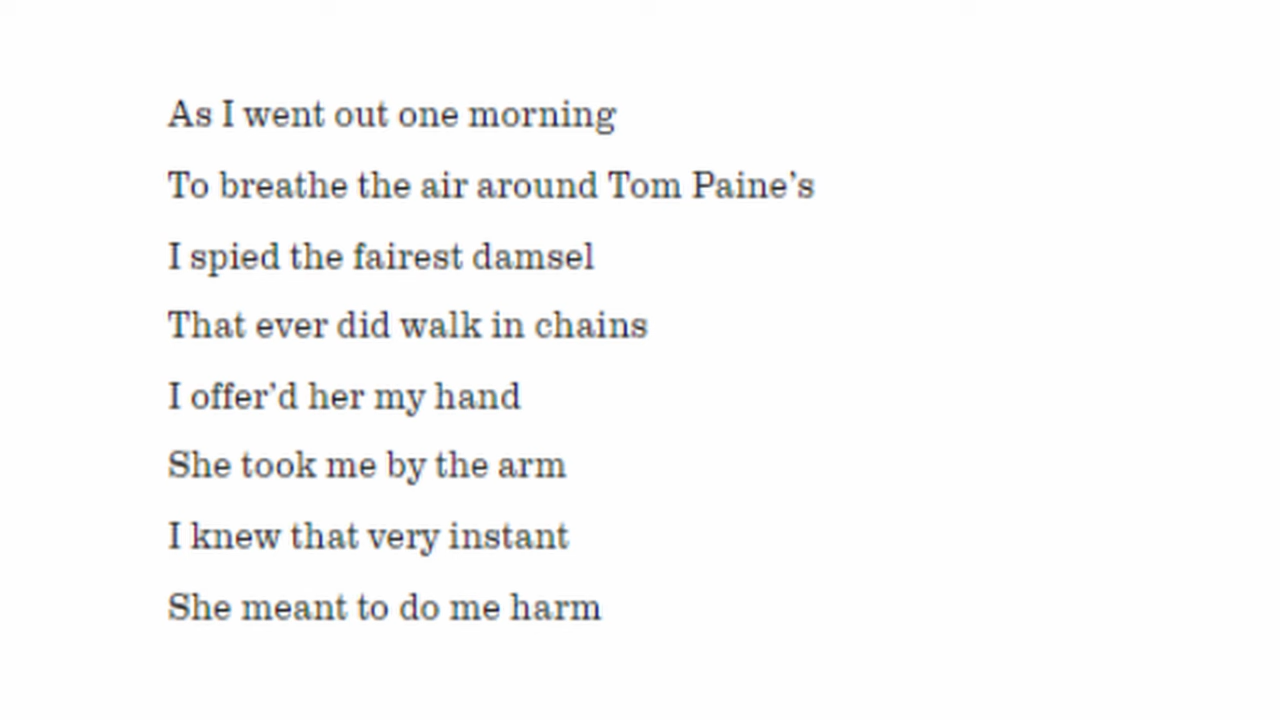 As I went out one morning
To breathe the air around Tom Paine’s
I spied the fairest damsel
That ever did walk in chains
I offer’d her my hand
She took me by the arm
I knew that very instant
She meant to do me harm